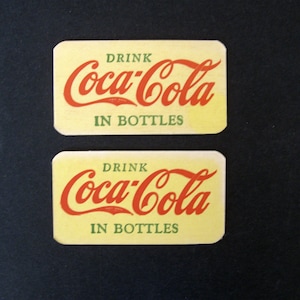 DRINK
Coca-Cola
IN BOTTLES
DRINK
Coca-Cola
IN BOTTLES